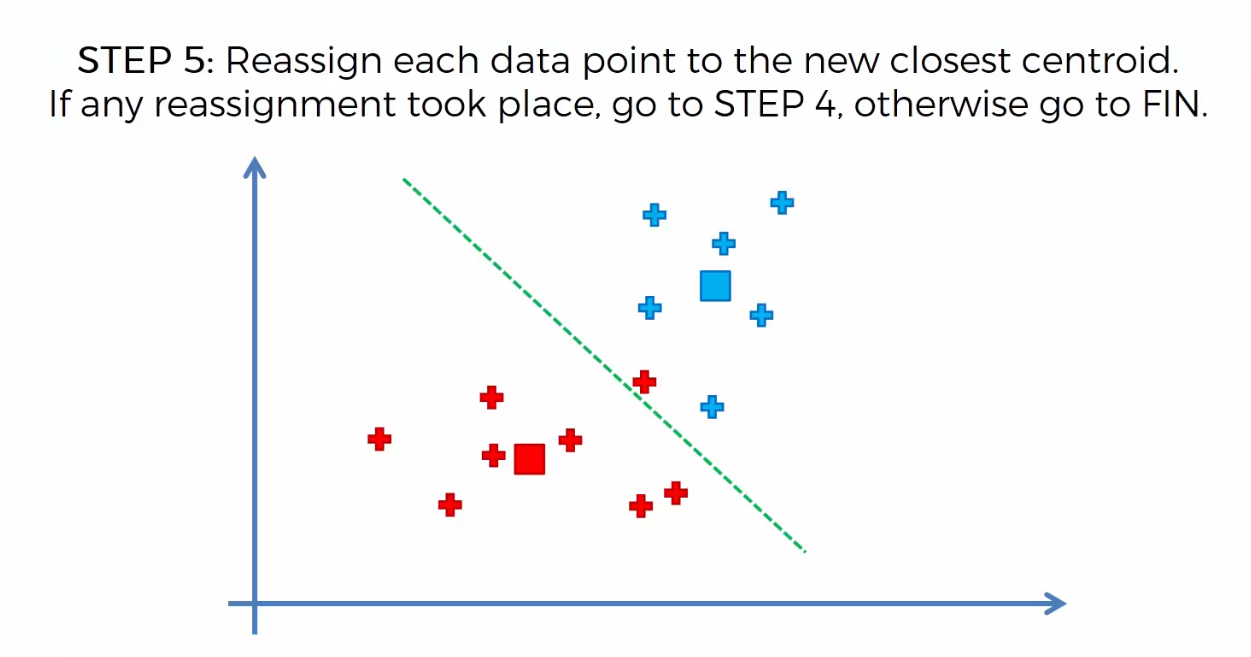 STEP 5: Reassign each data point to the new closest centroid.
If any reassignment took place, go to STEP 4, otherwise go to FIN.